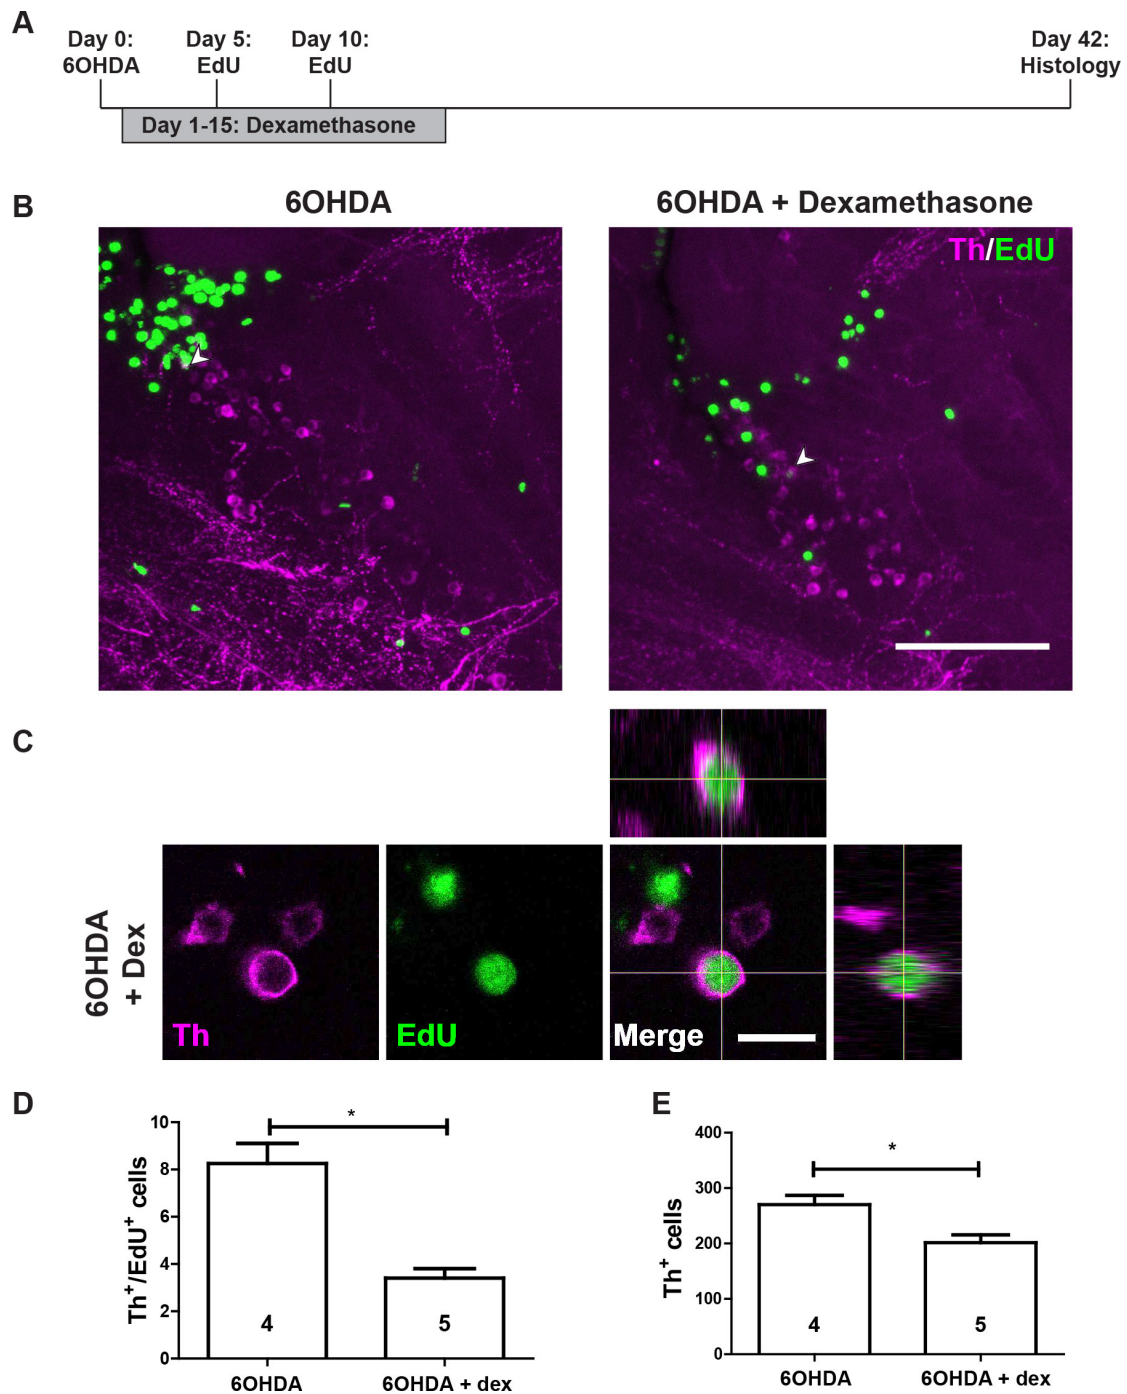 A
Day 0:
6OHDA
Day 5:
EdU
Day 10:
EdU
Day 42:
Histology
Day 1-15: Dexamethasone
B
6OHDA
6OHDA + Dexamethasone
Th/EdU
C
6OHDA
+ Dex
Th
EdU
Merge
D
Th+/EdU+ cells
10
8
6
4
2
0
*
4
5
6OHDA
6OHDA + dex
E
Th+ cells
400
300
200
100
0
*
4
5
6OHDA
6OHDA + dex